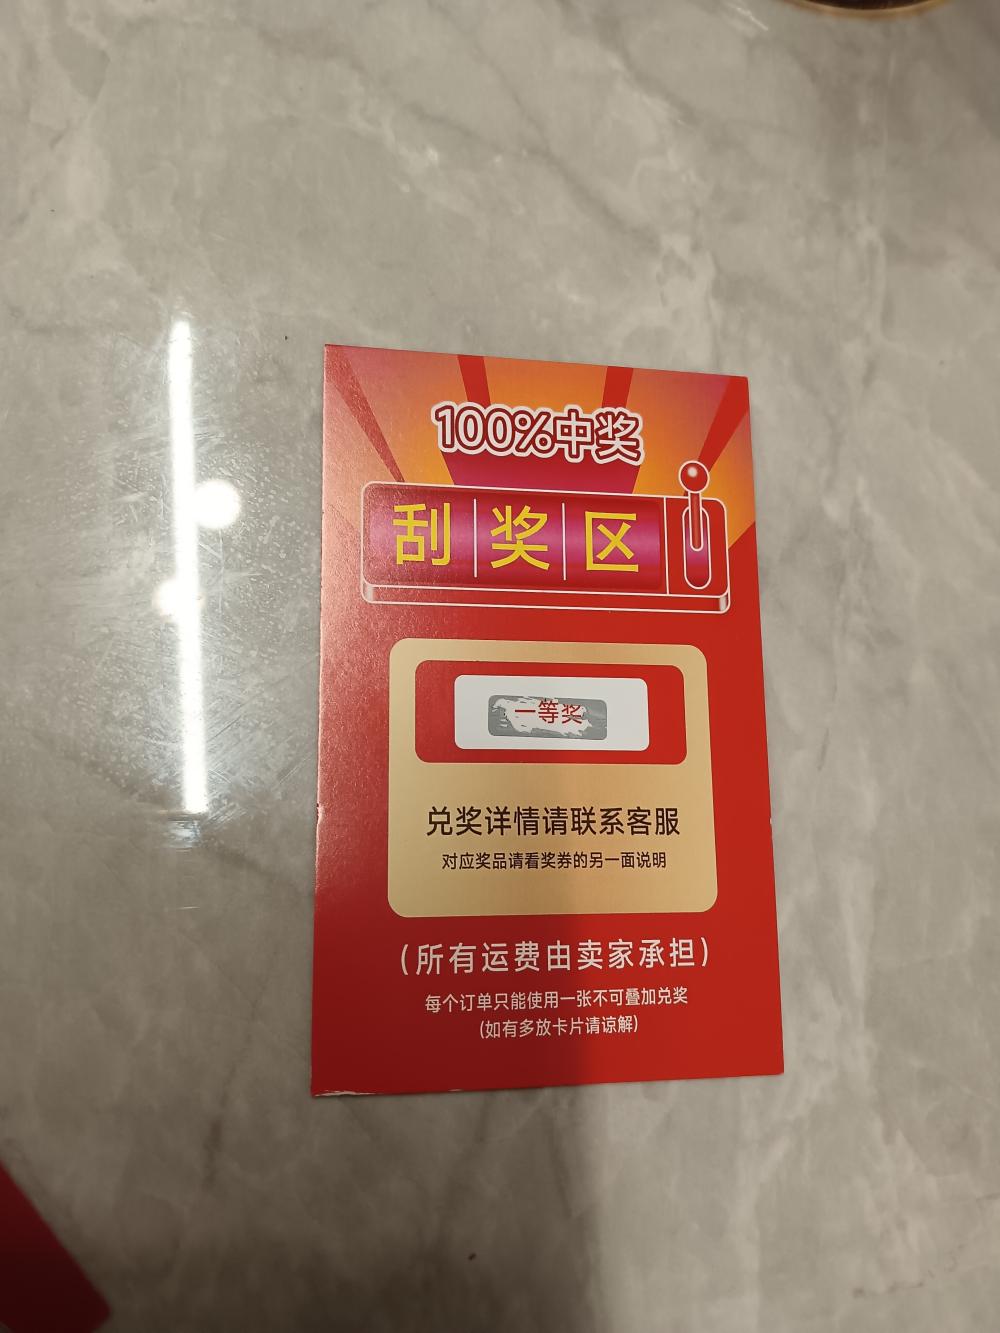 100%中奖
刮奖区
一等奖
兑奖详情请联系客服
对应奖品请看奖券的另一面说明
(所有运费由卖家承担)
每个订单只能使用一张不可叠加兑奖
(如有多放卡片请谅解)